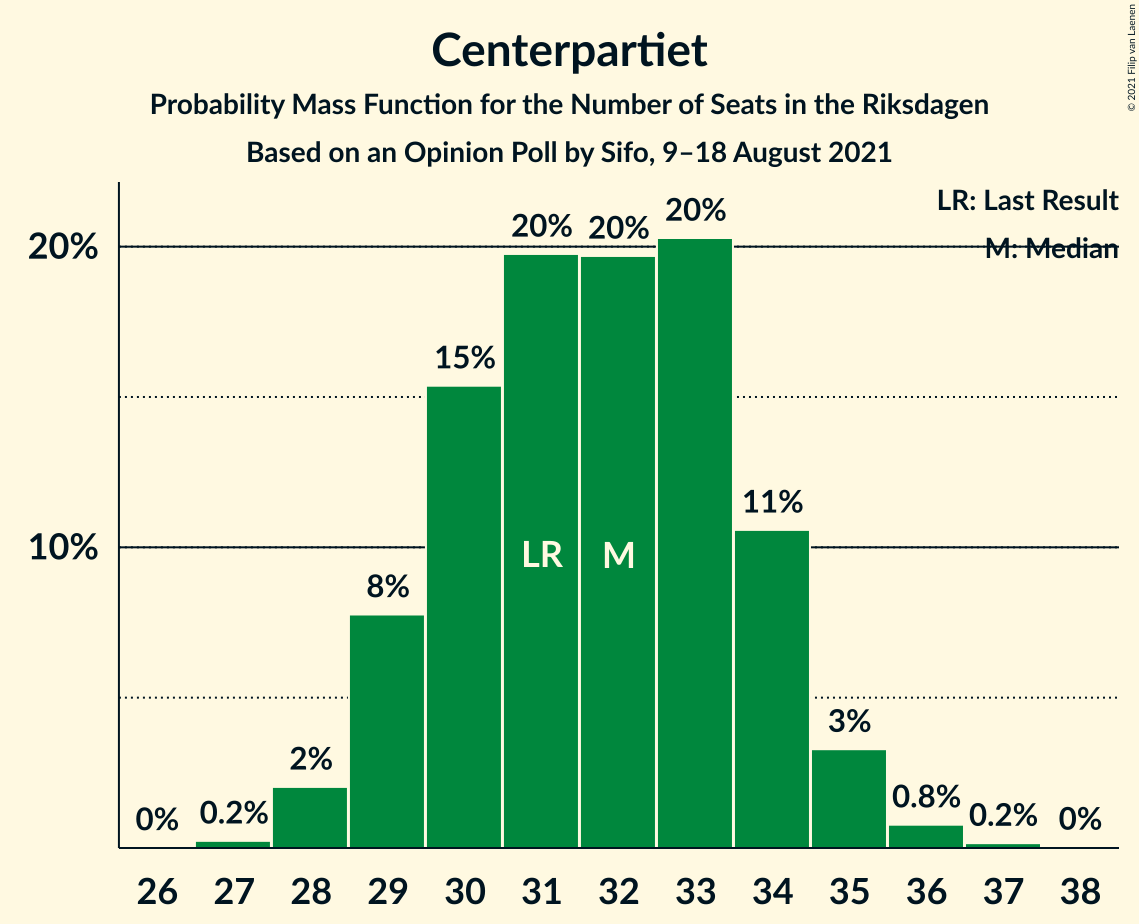 Centerpartiet
Probability Mass Function for the Number of Seats in the Riksdagen
Based on an Opinion Poll by Sifo, 9–18 August 2021
© 2021 Filip van Laenen
LR: Last Result
M: Median
20%
10%
0%
0.2%
2%
8%
15%
20%
20%
20%
11%
3%
0.8%
0.2%
0%
LR
M
26 27 28 29 30 31 32 33 34 35 36 37 38